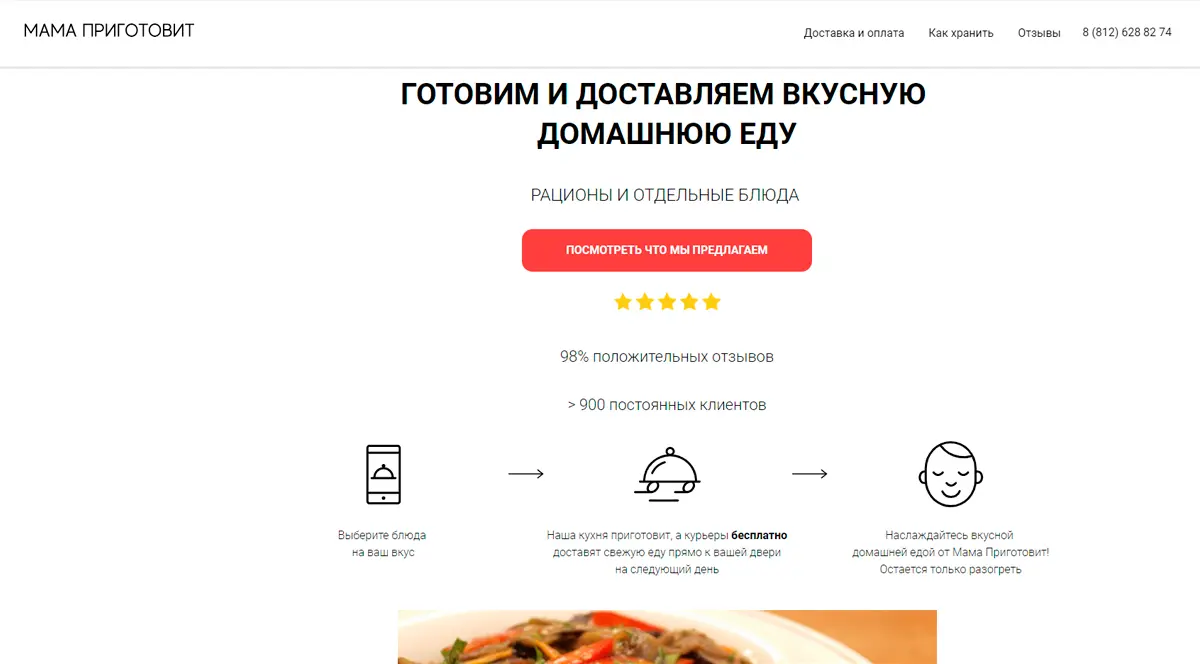 МАМА ПРИГОТОВИТ
Доставка и оплата
Как хранить
Отзывы
8 (812) 628 82 74
ГОТОВИМ И ДОСТАВЛЯЕМ ВКУСНУЮ
ДОМАШНЮЮ ЕДУ
РАЦИОНЫ И ОТДЕЛЬНЫЕ БЛЮДА
ПОСМОТРЕТЬ ЧТО МЫ ПРЕДЛАГАЕМ
98% положительных отзывов
> 900 постоянных клиентов
Выберите блюда
на ваш вкус
Наша кухня приготовит, а курьеры бесплатно
доставят свежую еду прямо к вашей двери
на следующий день
Наслаждайтесь вкусной
домашней едой от Мама Приготовит!
Остается только разогреть